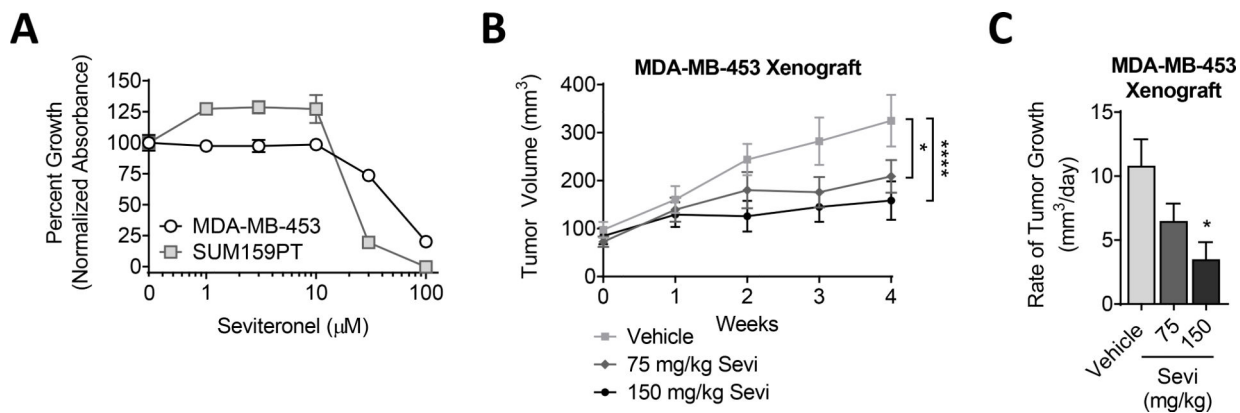 A
Percent Growth
(Normalized Absorbance)
150
125
100
75
50
25
0
MDA-MB-453
SUM159PT
0
1
10
100
Seviteronel (μM)
B
MDA-MB-453 Xenograft
Tumor Volume (mm³)
400
300
200
100
0
*
****
0
1
2
3
4
Weeks
Vehicle
75 mg/kg Sevi
150 mg/kg Sevi
C
MDA-MB-453
Xenograft
Rate of Tumor Growth
(mm³/day)
15
10
5
0
*
Vehicle
75
150
Sevi
(mg/kg)